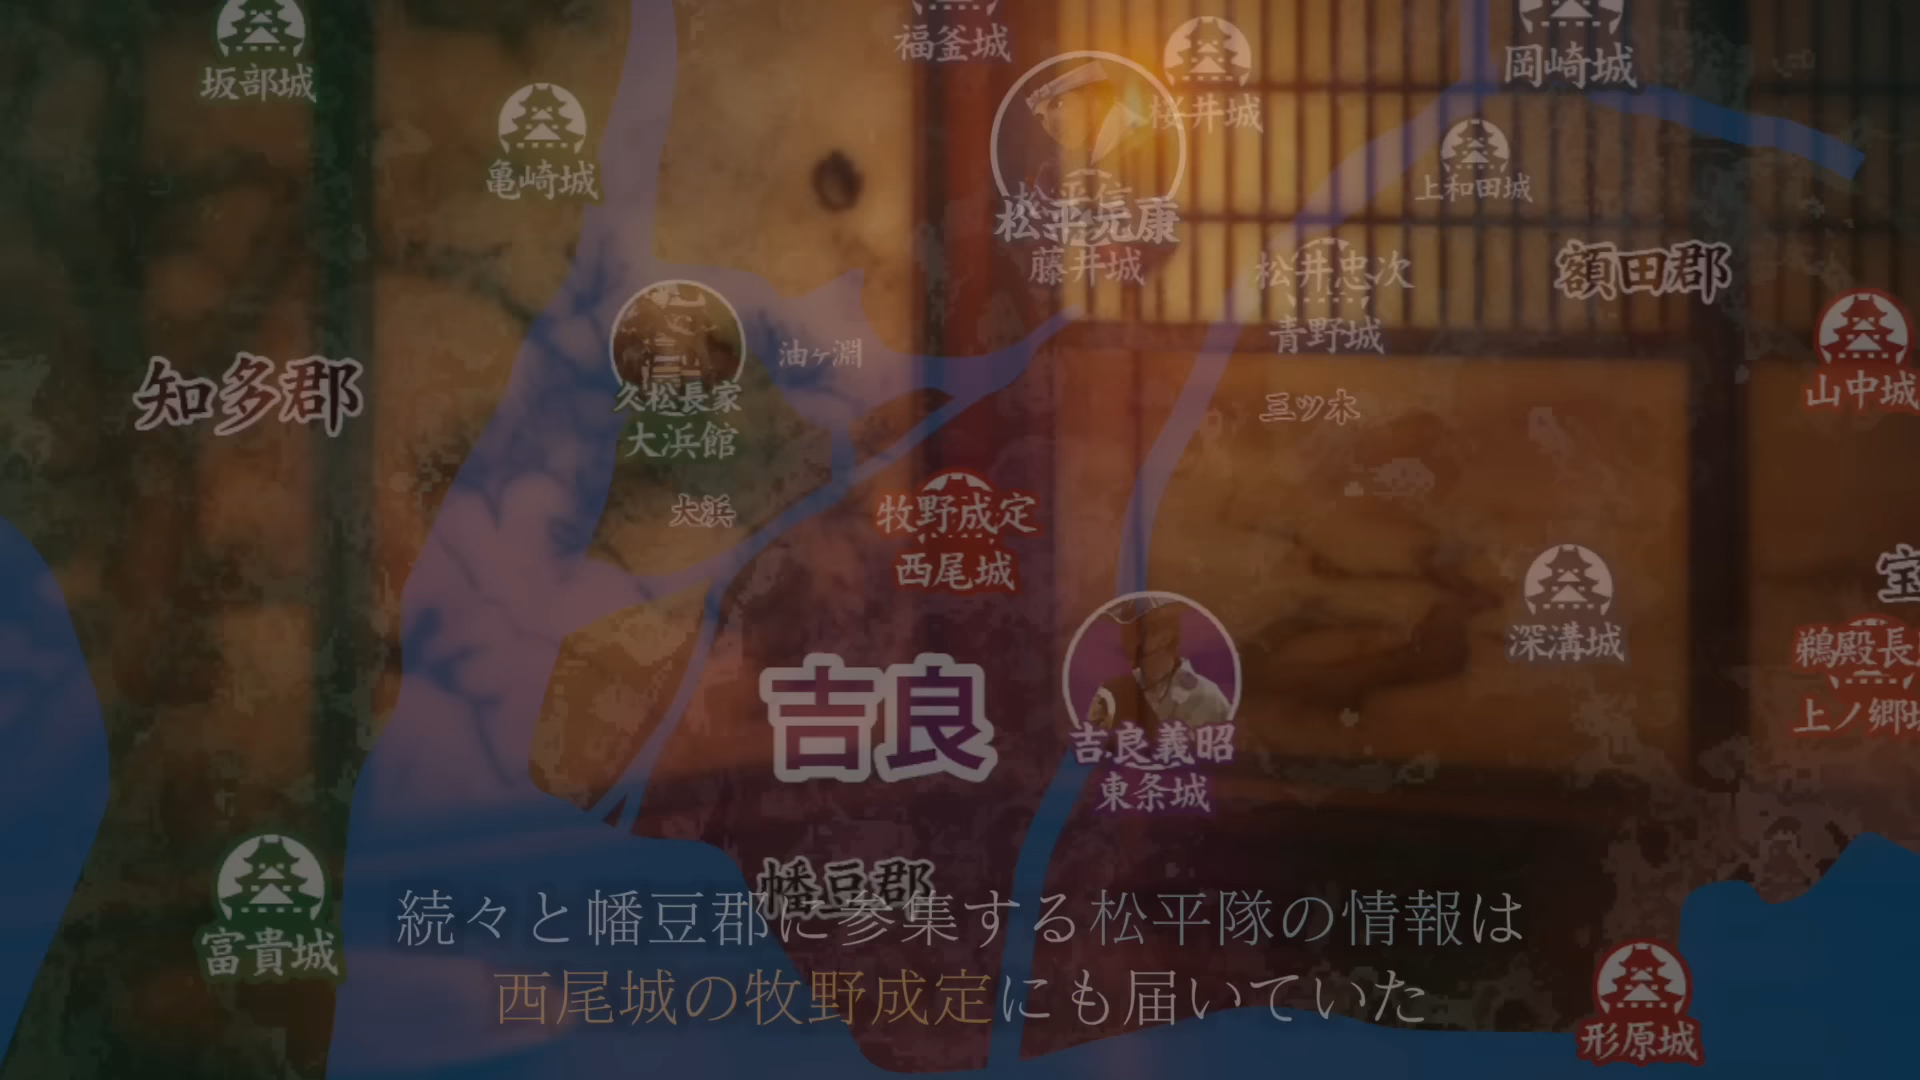 福釜城
岡崎城
坂部城
桜井城
亀崎城
上和田城
松平信
松平元康
藤井城
松井忠次
額田郡
青野城
油ヶ淵
山中城
知多郡
久松長家
大浜館
三ツ木
大浜
牧野成定
西尾城
宝
深溝城
鵜殿長
上ノ郷城
吉良
吉良義昭
東条城
幡豆郡
富貴城
形原城
続々と幡豆郡に参集する松平隊の情報は
西尾城の牧野成定にも届いていた